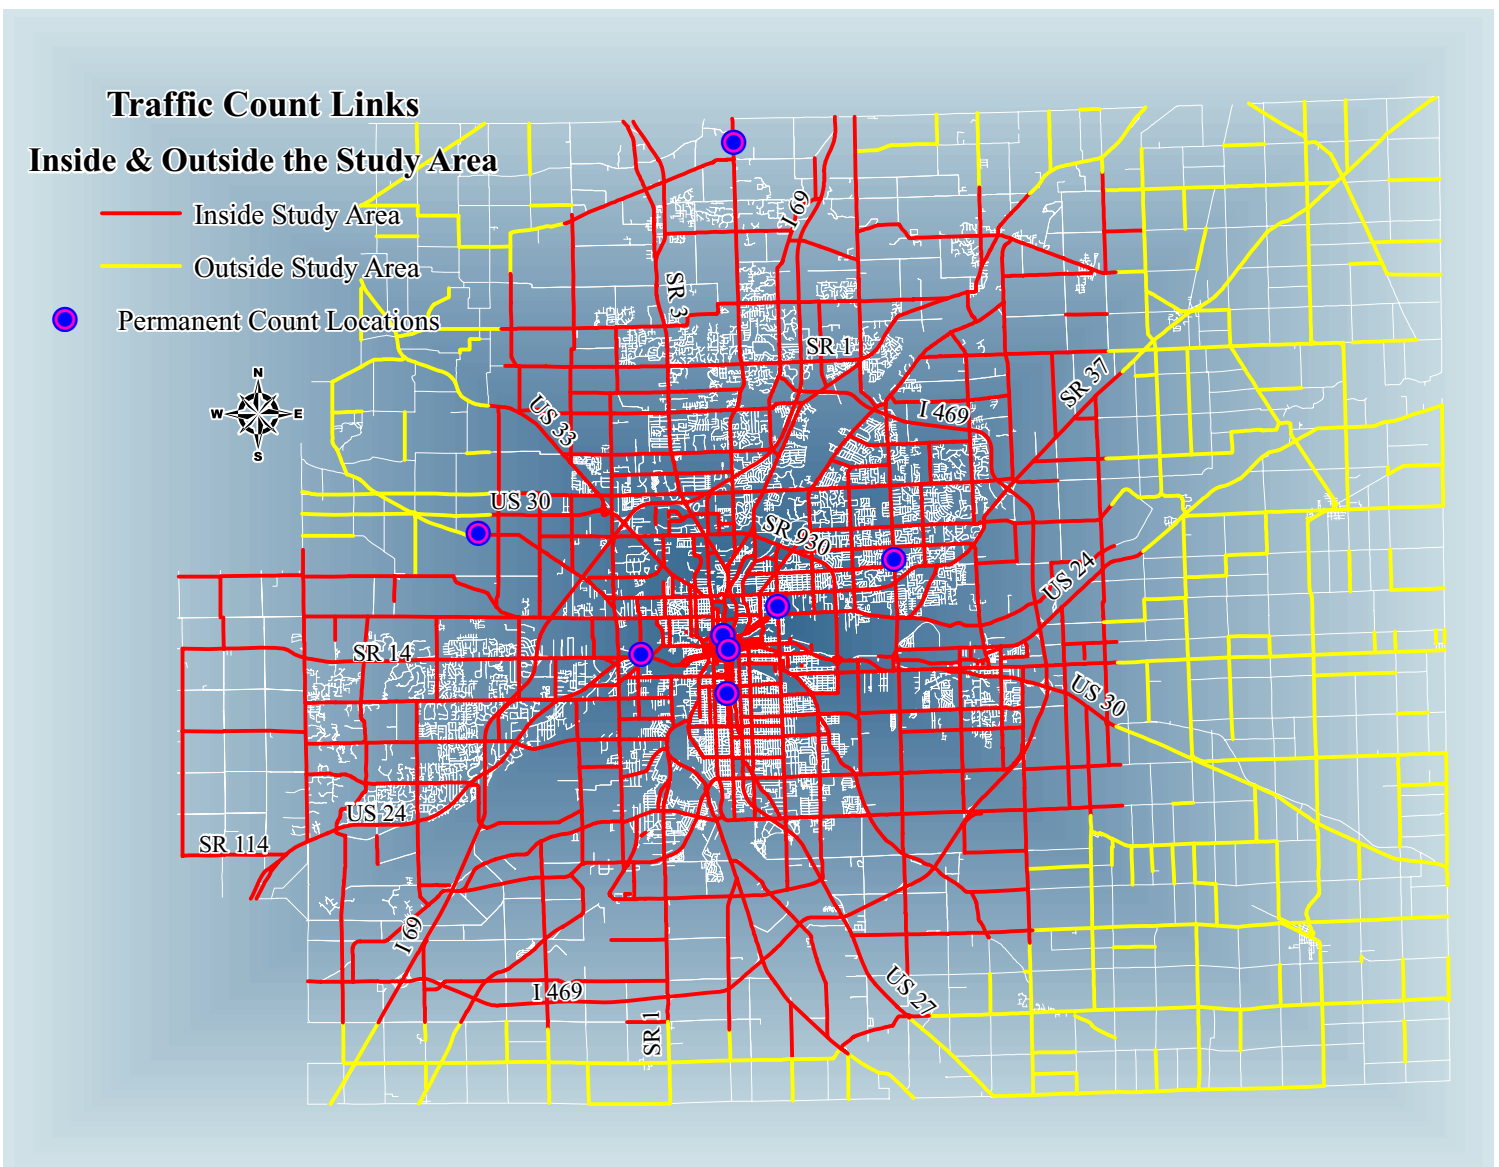 Traffic Count Links
Inside & Outside the Study Area
Inside Study Area
Outside Study Area
Permanent Count Locations
N
W E
S
I 69
SR 3
SR 1
SR 37
US 33
I 469
US 30
SR 930
US 24
SR 14
US 30
US 24
SR 114
I 69
I 469
US 27
SR 1